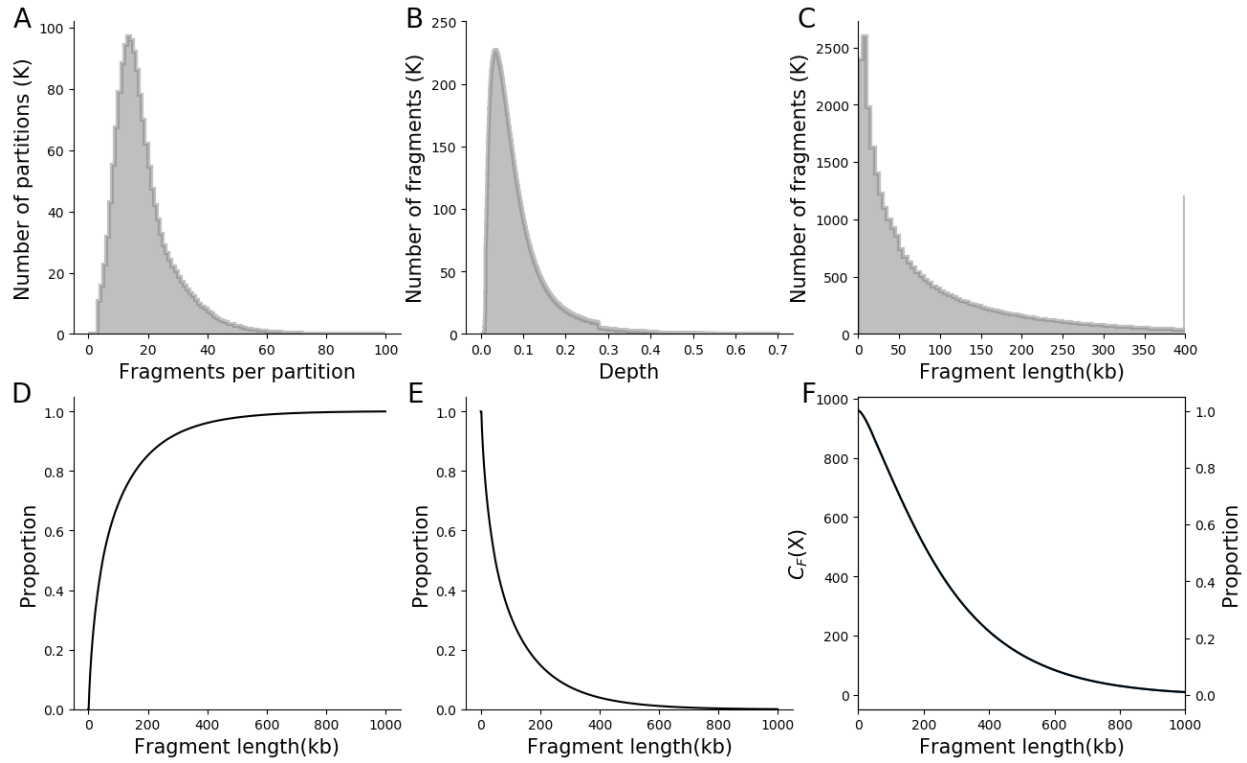 A
Number of partitions (K)
100
80
60
40
20
0
0 20 40 60 80 100
Fragments per partition
B
Number of fragments (K)
250
200
150
100
50
0
0.0 0.1 0.2 0.3 0.4 0.5 0.6 0.7
Depth
C
Number of fragments (K)
2500
2000
1500
1000
500
0
0 50 100 150 200 250 300 350 400
Fragment length(kb)
D
Proportion
1.0
0.8
0.6
0.4
0.2
0.0
0 200 400 600 800 1000
Fragment length(kb)
E
Proportion
1.0
0.8
0.6
0.4
0.2
0.0
0 200 400 600 800 1000
Fragment length(kb)
F
C_F(X)
1000
800
600
400
200
0
1.0
0.8
0.6
0.4
0.2
0.0
Proportion
0 200 400 600 800 1000
Fragment length(kb)